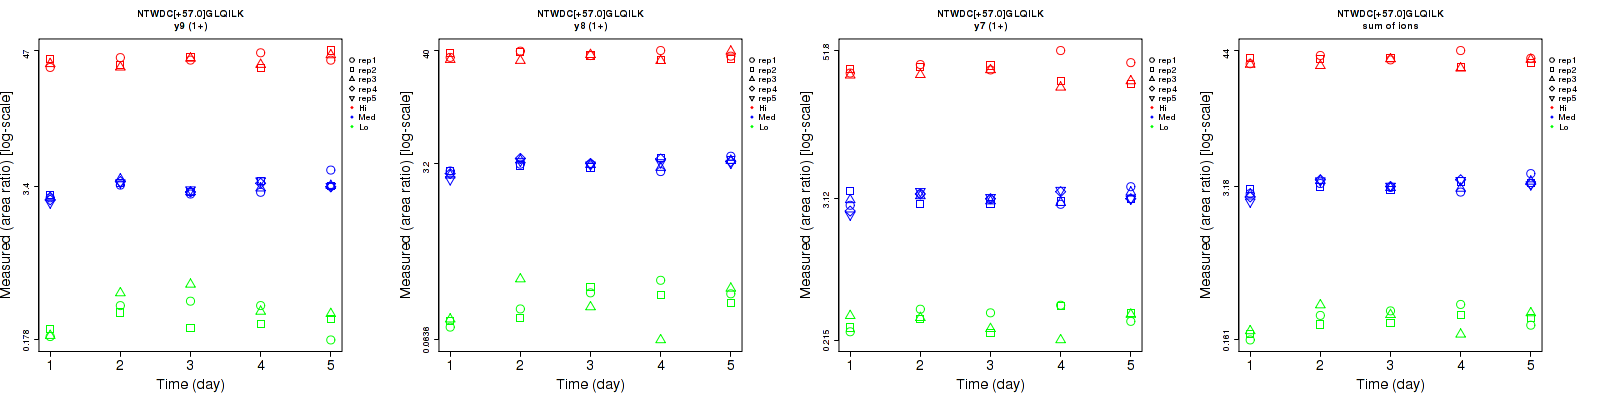 NTWDC[+57.0]GLQILK
y9 (1+)
Measured (area ratio) [log-scale]
47
3.4
0.178
1 2 3 4 5
Time (day)
rep1
rep2
rep3
rep4
rep5
Hi
Med
Lo
NTWDC[+57.0]GLQILK
y8 (1+)
Measured (area ratio) [log-scale]
40
3.2
0.0636
1 2 3 4 5
Time (day)
rep1
rep2
rep3
rep4
rep5
Hi
Med
Lo
NTWDC[+57.0]GLQILK
y7 (1+)
Measured (area ratio) [log-scale]
51.8
3.12
0.215
1 2 3 4 5
Time (day)
rep1
rep2
rep3
rep4
rep5
Hi
Med
Lo
NTWDC[+57.0]GLQILK
sum of ions
Measured (area ratio) [log-scale]
44
3.18
0.161
1 2 3 4 5
Time (day)
rep1
rep2
rep3
rep4
rep5
Hi
Med
Lo